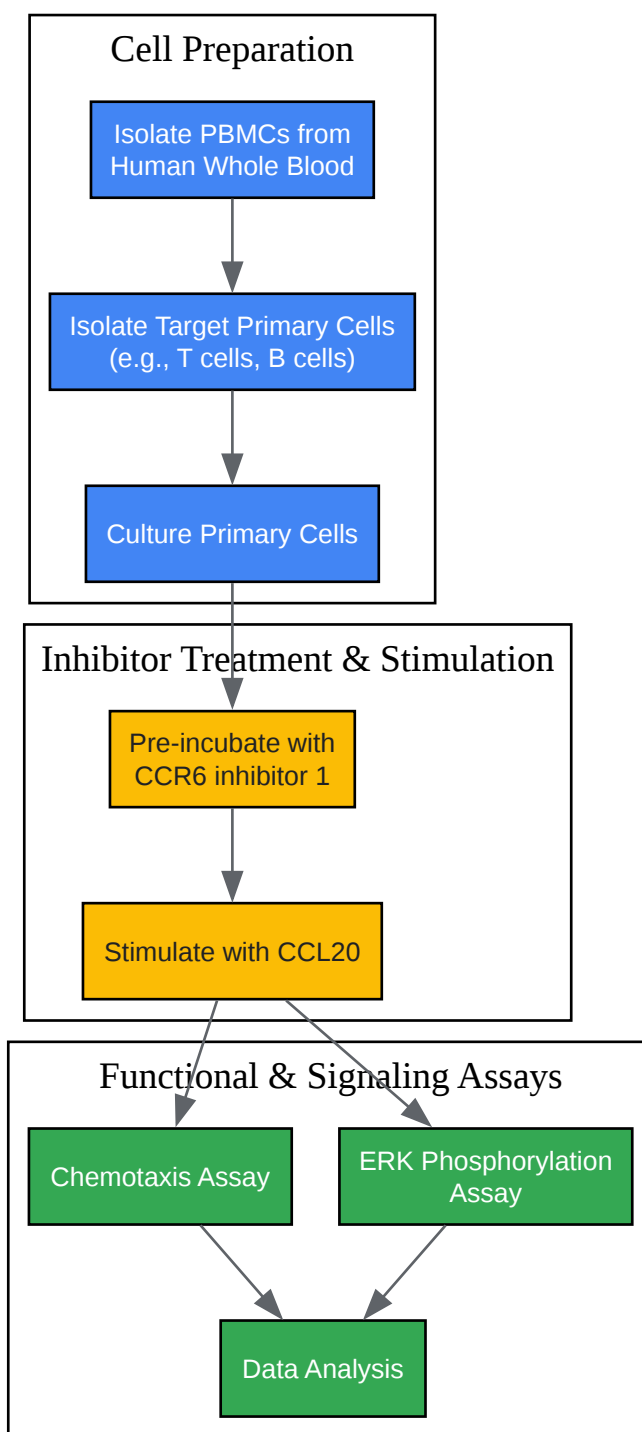 Cell Preparation
Isolate PBMCs from
Human Whole Blood
Isolate Target Primary Cells
(e.g., T cells, B cells)
Culture Primary Cells
Inhibitor Treatment & Stimulation
Pre-incubate with
CCR6 inhibitor 1
Stimulate with CCL20
Functional & Signaling Assays
Chemotaxis Assay
ERK Phosphorylation
Assay
Data Analysis